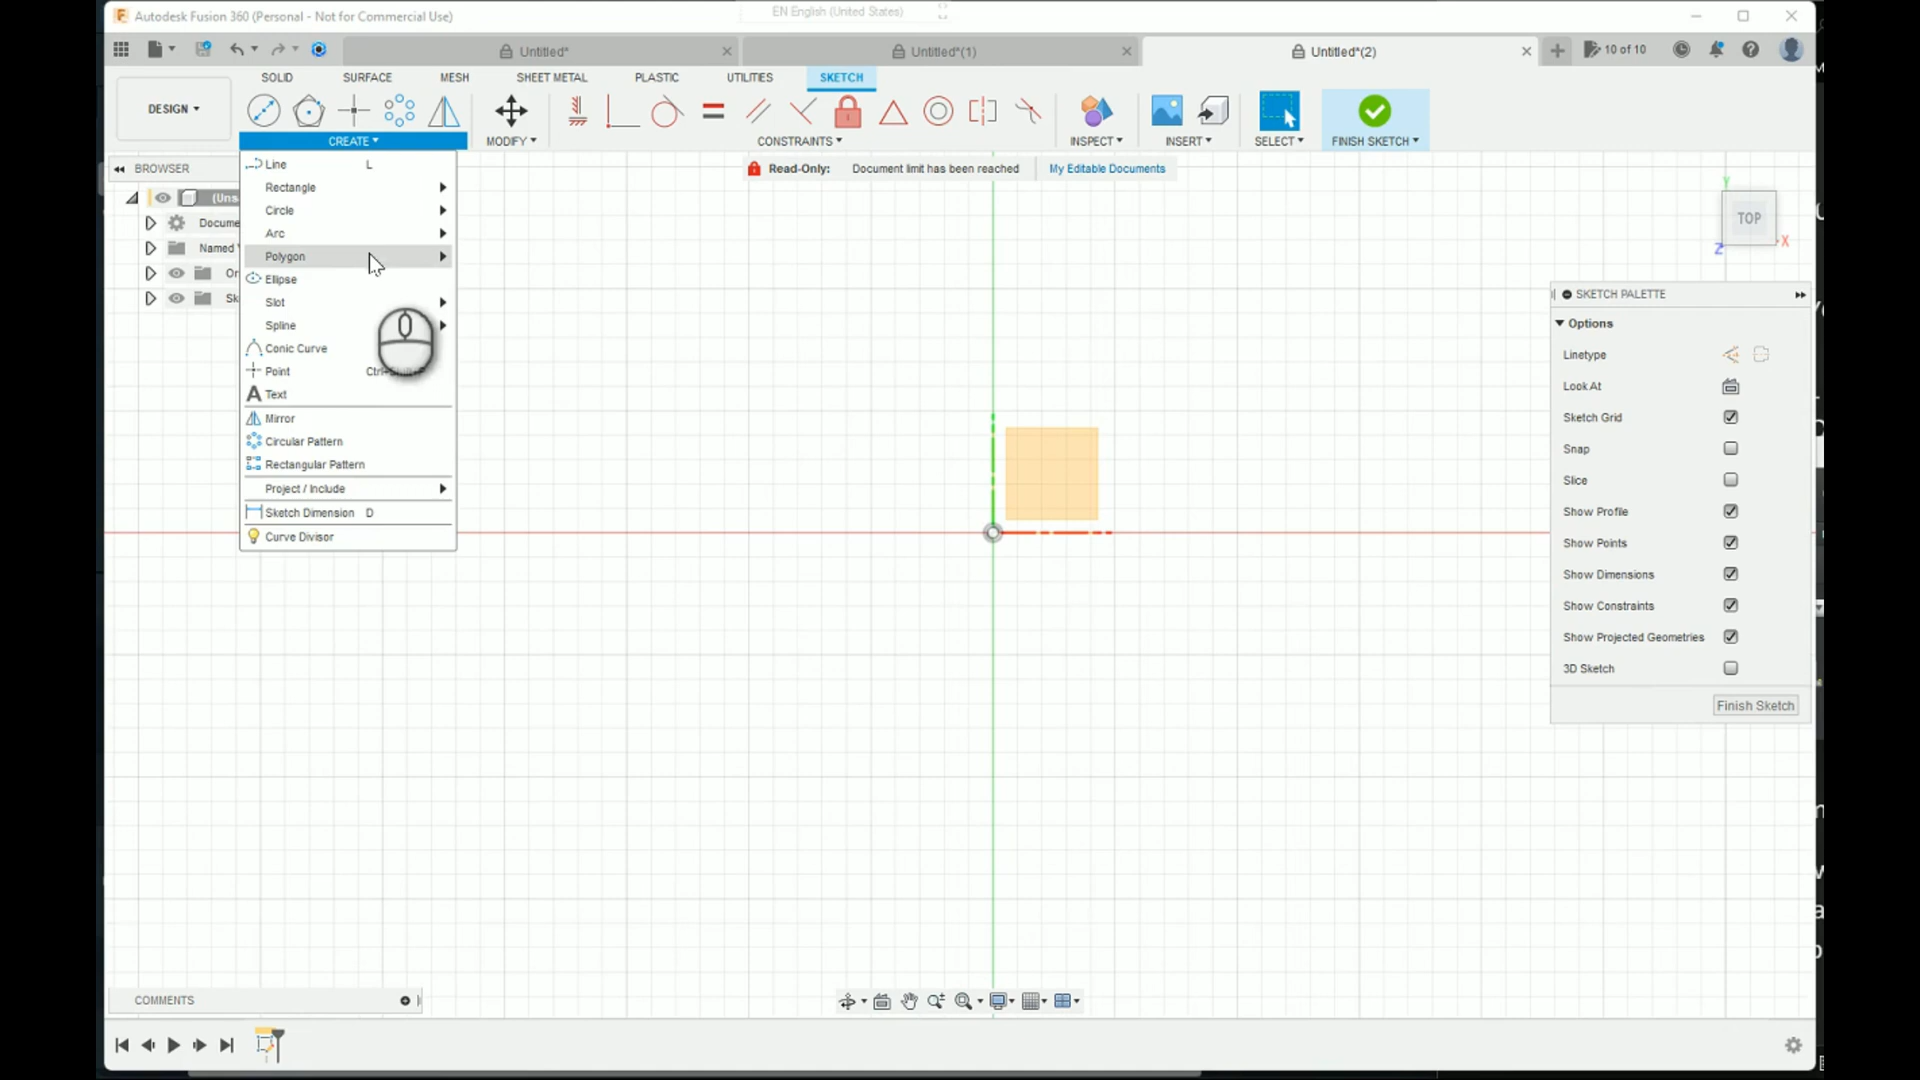 Autodesk Fusion 360 (Personal - Not for Commercial Use)
EN English (United States)
Untitled*
Untitled*(1)
Untitled*(2)
10 of 10
DESIGN
SOLID
SURFACE
MESH
SHEET METAL
PLASTIC
UTILITIES
SKETCH
CREATE
MODIFY
CONSTRAINTS
INSPECT
INSERT
SELECT
FINISH SKETCH
BROWSER
Read-Only: Document limit has been reached My Editable Documents
(Uns
Docume
Named
Or
Sk
Line L
Rectangle
Circle
Arc
Polygon
Ellipse
Slot
Spline
Conic Curve
Point
Text
Mirror
Circular Pattern
Rectangular Pattern
Project / Include
Sketch Dimension D
Curve Divisor
Y
TOP
X
Z
SKETCH PALETTE
Options
Linetype
Look At
Sketch Grid
Snap
Slice
Show Profile
Show Points
Show Dimensions
Show Constraints
Show Projected Geometries
3D Sketch
Finish Sketch
COMMENTS